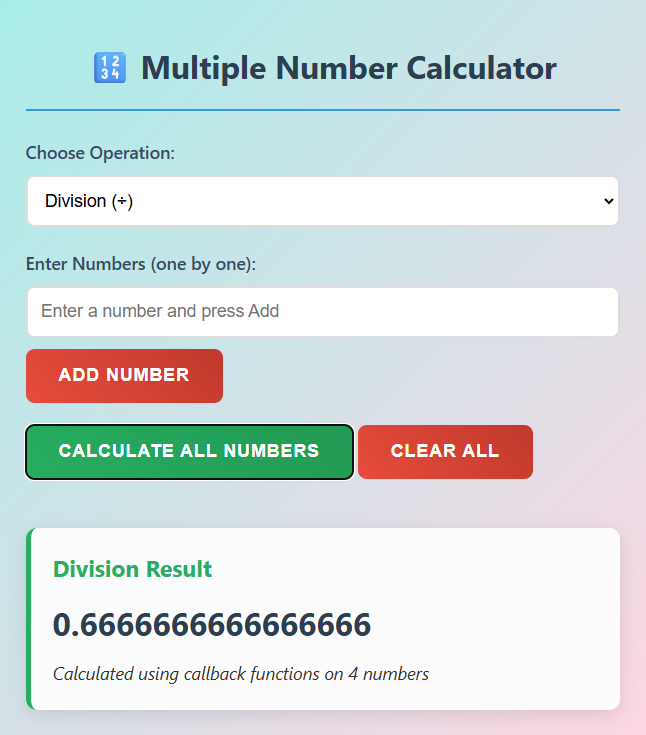 🔢 Multiple Number Calculator
Choose Operation:
Division (÷)
Enter Numbers (one by one):
Enter a number and press Add
ADD NUMBER
CALCULATE ALL NUMBERS CLEAR ALL
Division Result
0.6666666666666666
Calculated using callback functions on 4 numbers